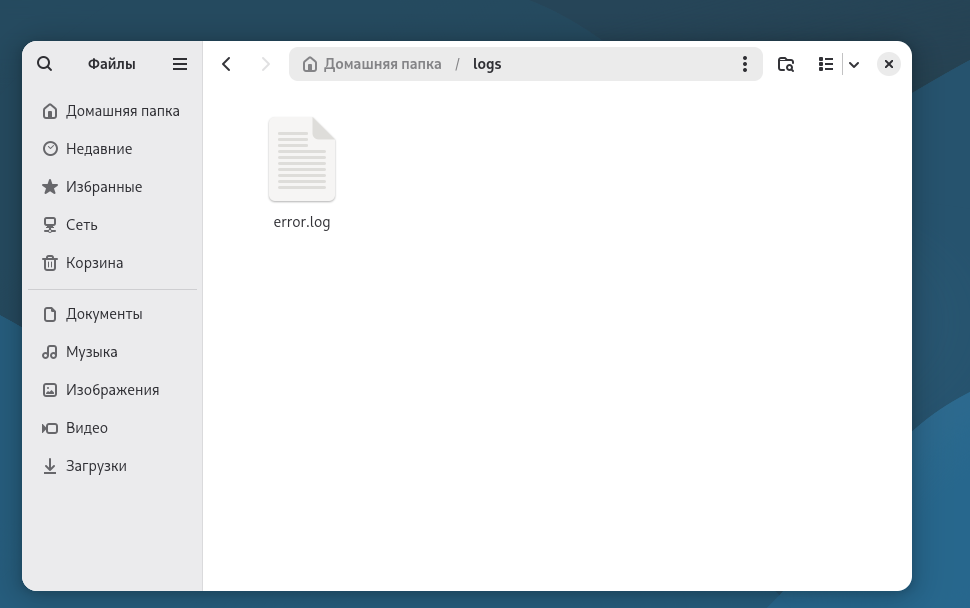 Файлы
Домашняя папка / logs
Домашняя папка
Недавние
Избранные
Сеть
Корзина
Документы
Музыка
Изображения
Видео
Загрузки
error.log